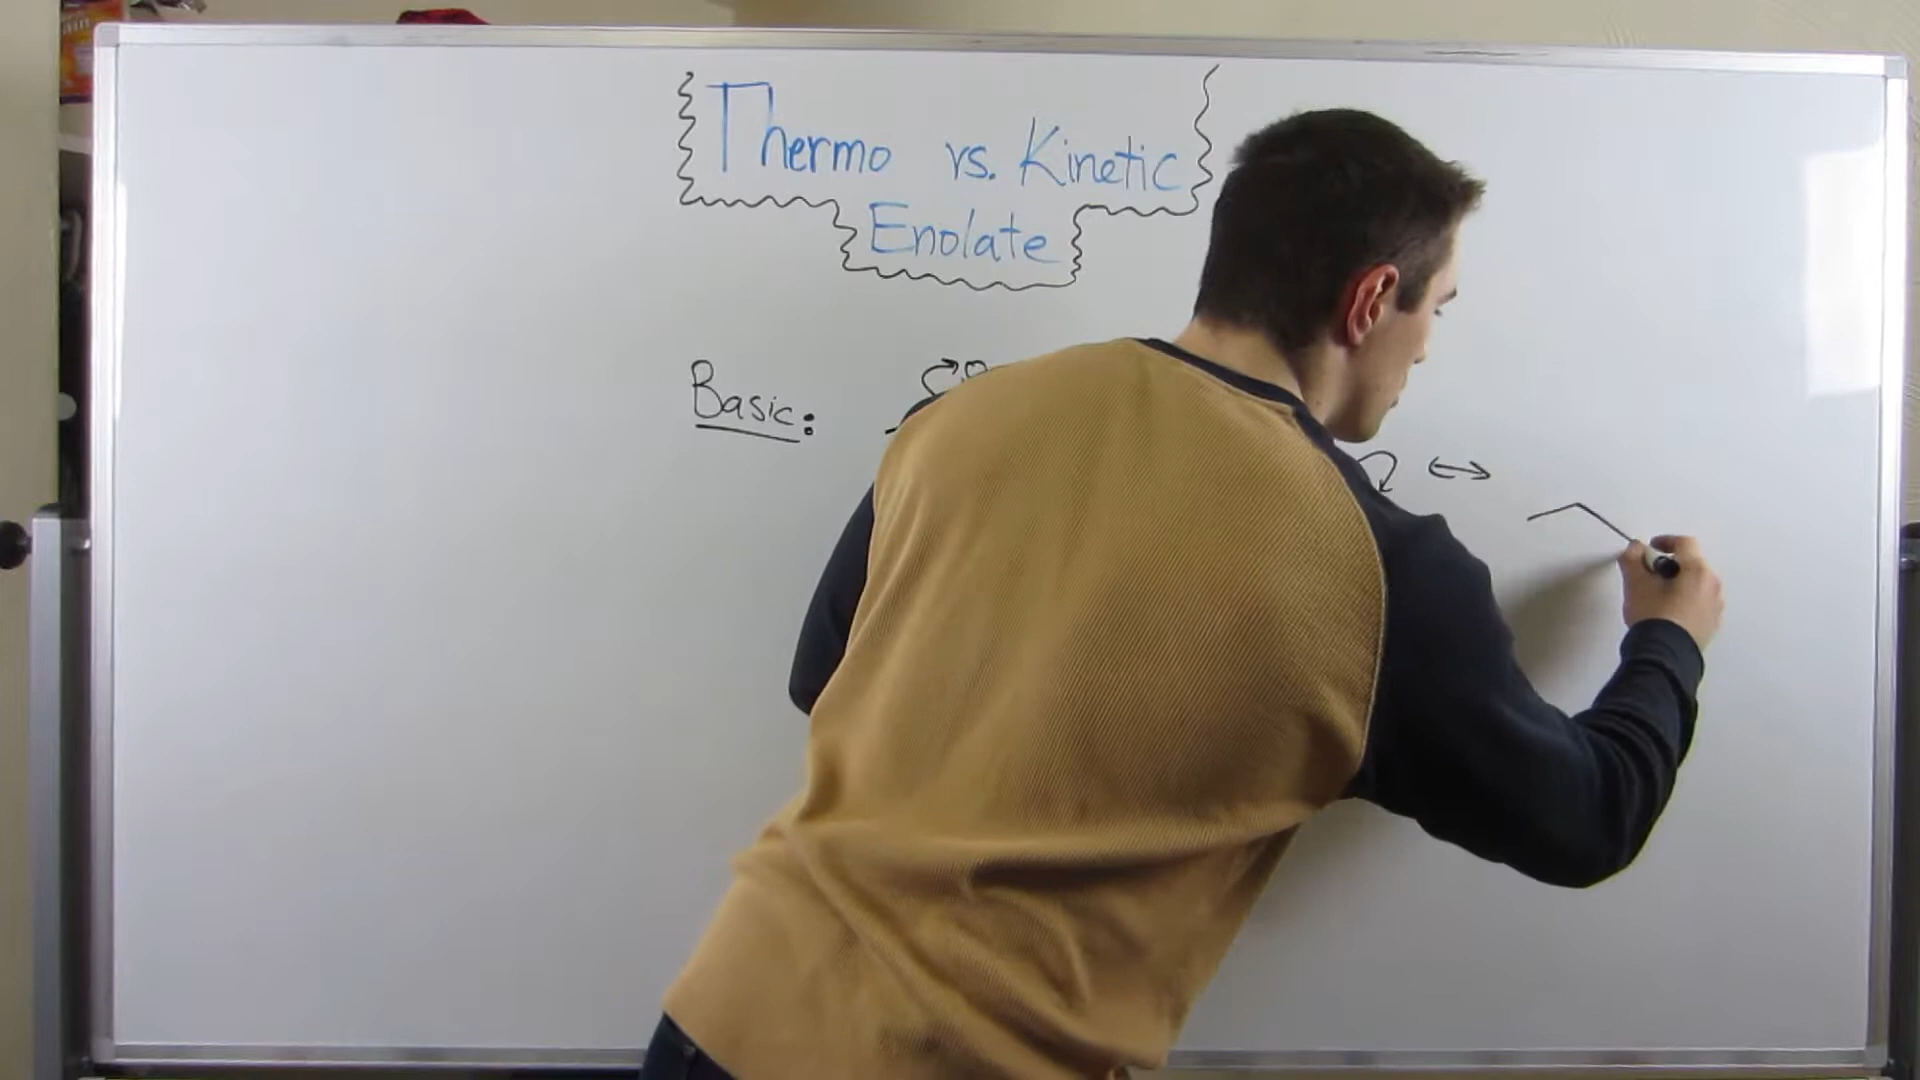 Thermo vs. Kinetic
Enolate
Basic: